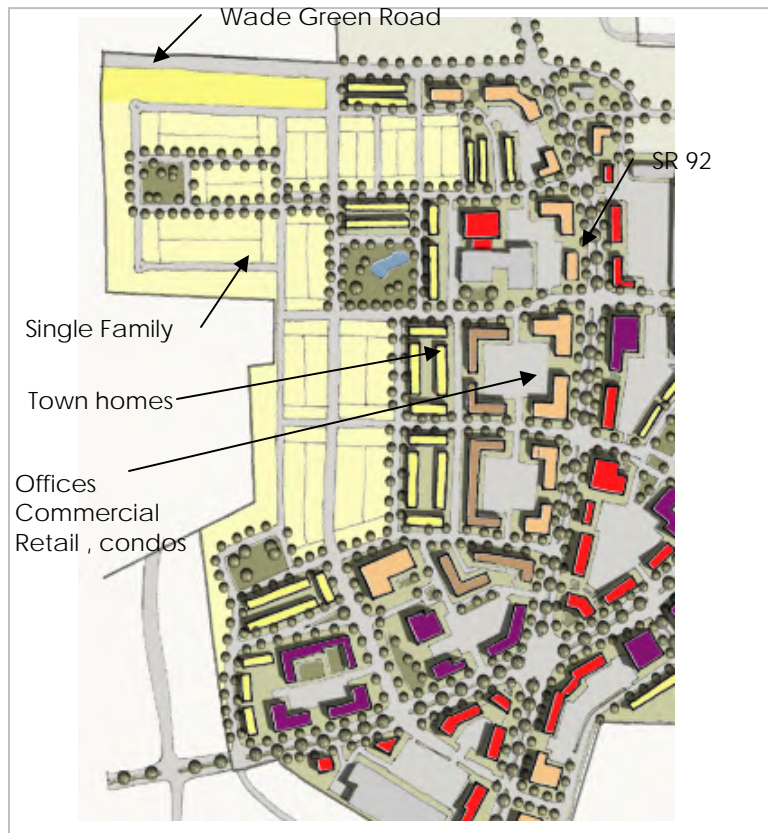 Wade Green Road
SR 92
Single Family
Town homes
Offices
Commercial
Retail , condos